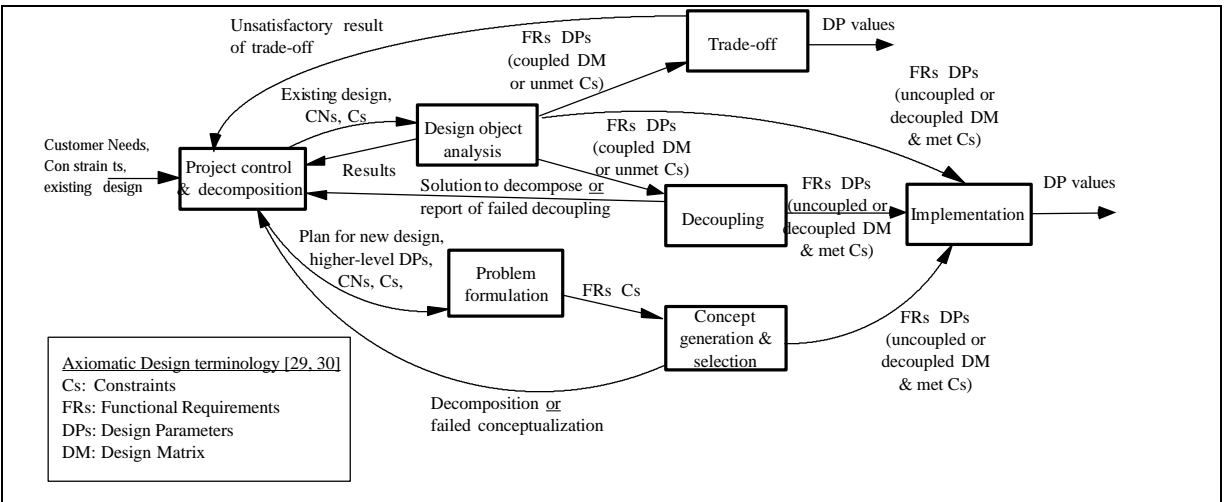 Unsatisfactory result
of trade-off
FRs DPs
(coupled DM
or unmet Cs)
Trade-off
DP values
FRs DPs
(uncoupled or
decoupled DM
& met Cs)
Existing design,
CNs, Cs
Design object
analysis
FRs DPs
(coupled DM
or unmet Cs)
Customer Needs,
Con strain ts,
existing design
Project control
& decomposition
Results
Solution to decompose or
report of failed decoupling
Decoupling
FRs DPs
(uncoupled or
decoupled DM
& met Cs)
Implementation
DP values
Plan for new design,
higher-level DPs,
CNs, Cs,
Problem
formulation
FRs Cs
Concept
generation &
selection
FRs DPs
(uncoupled or
decoupled DM
& met Cs)
Decomposition or
failed conceptualization
Axiomatic Design terminology [29, 30]
Cs: Constraints
FRs: Functional Requirements
DPs: Design Parameters
DM: Design Matrix